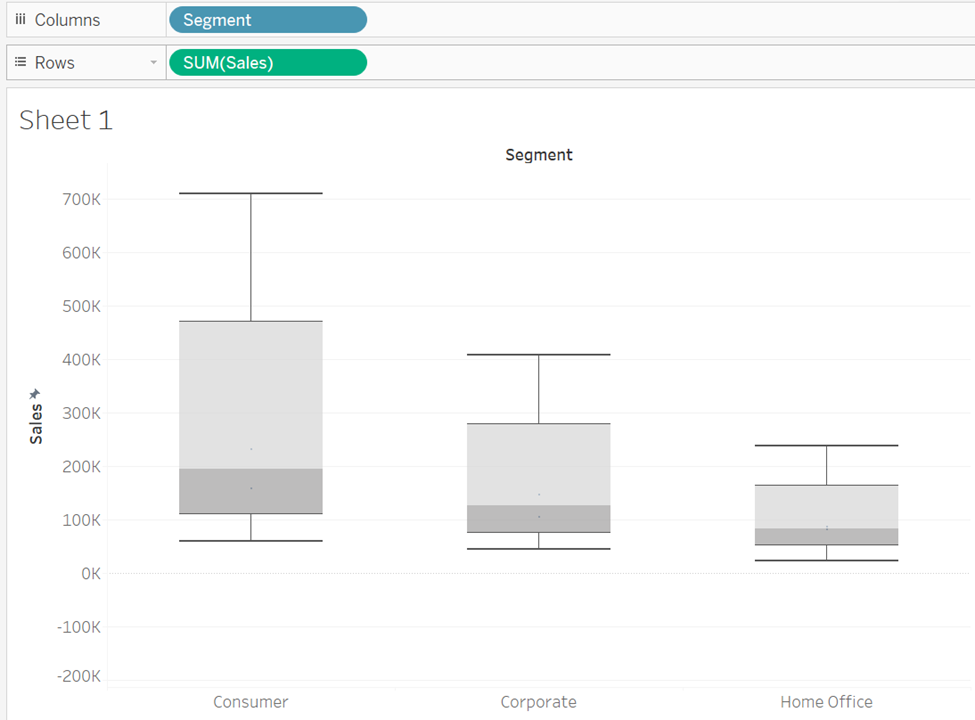 Columns
Segment
Rows
SUM(Sales)
Sheet 1
Segment
700K
600K
500K
400K
300K
200K
100K
0K
-100K
-200K
Sales
Consumer
Corporate
Home Office